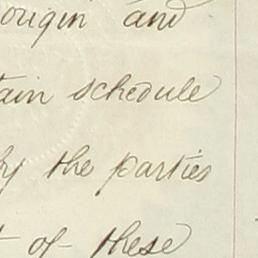 origin and
tain schedule
by the parties
of these